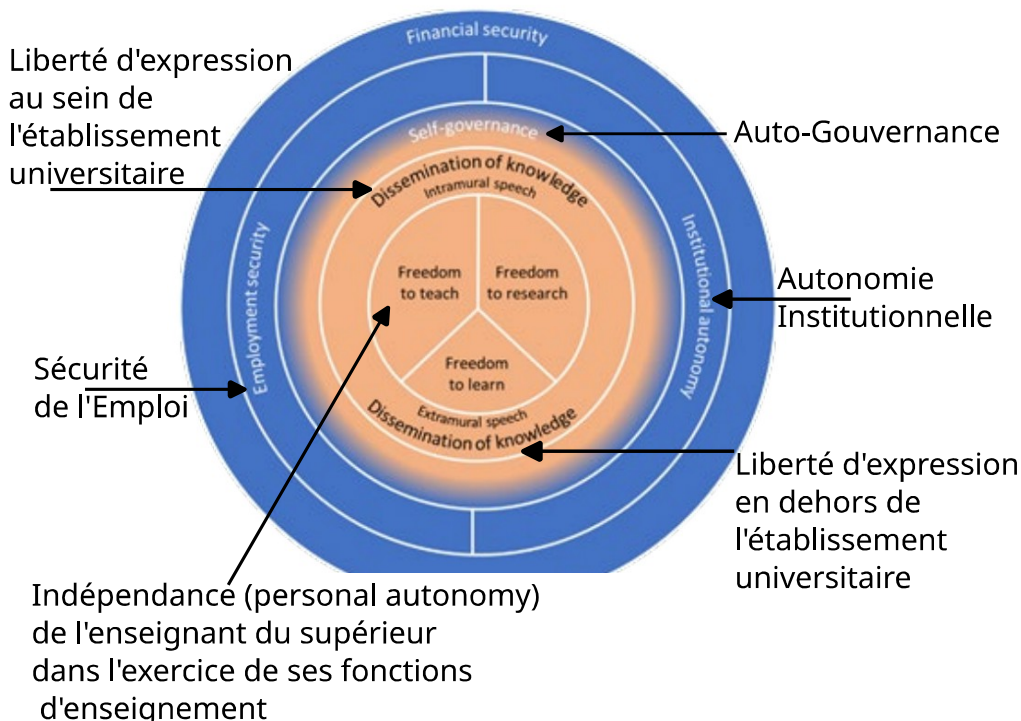 Financial security
Liberté d'expression
au sein de
l'établissement
universitaire
Self-governance
Auto-Gouvernance
Dissemination of knowledge
Intramural speech
Freedom
to teach
Freedom
to research
Freedom
to learn
Employment security
Institutional autonomy
Autonomie
Institutionnelle
Sécurité
de l'Emploi
Extramural speech
Dissemination of knowledge
Liberté d'expression
en dehors de
l'établissement
universitaire
Indépendance (personal autonomy)
de l'enseignant du supérieur
dans l'exercice de ses fonctions
d'enseignement